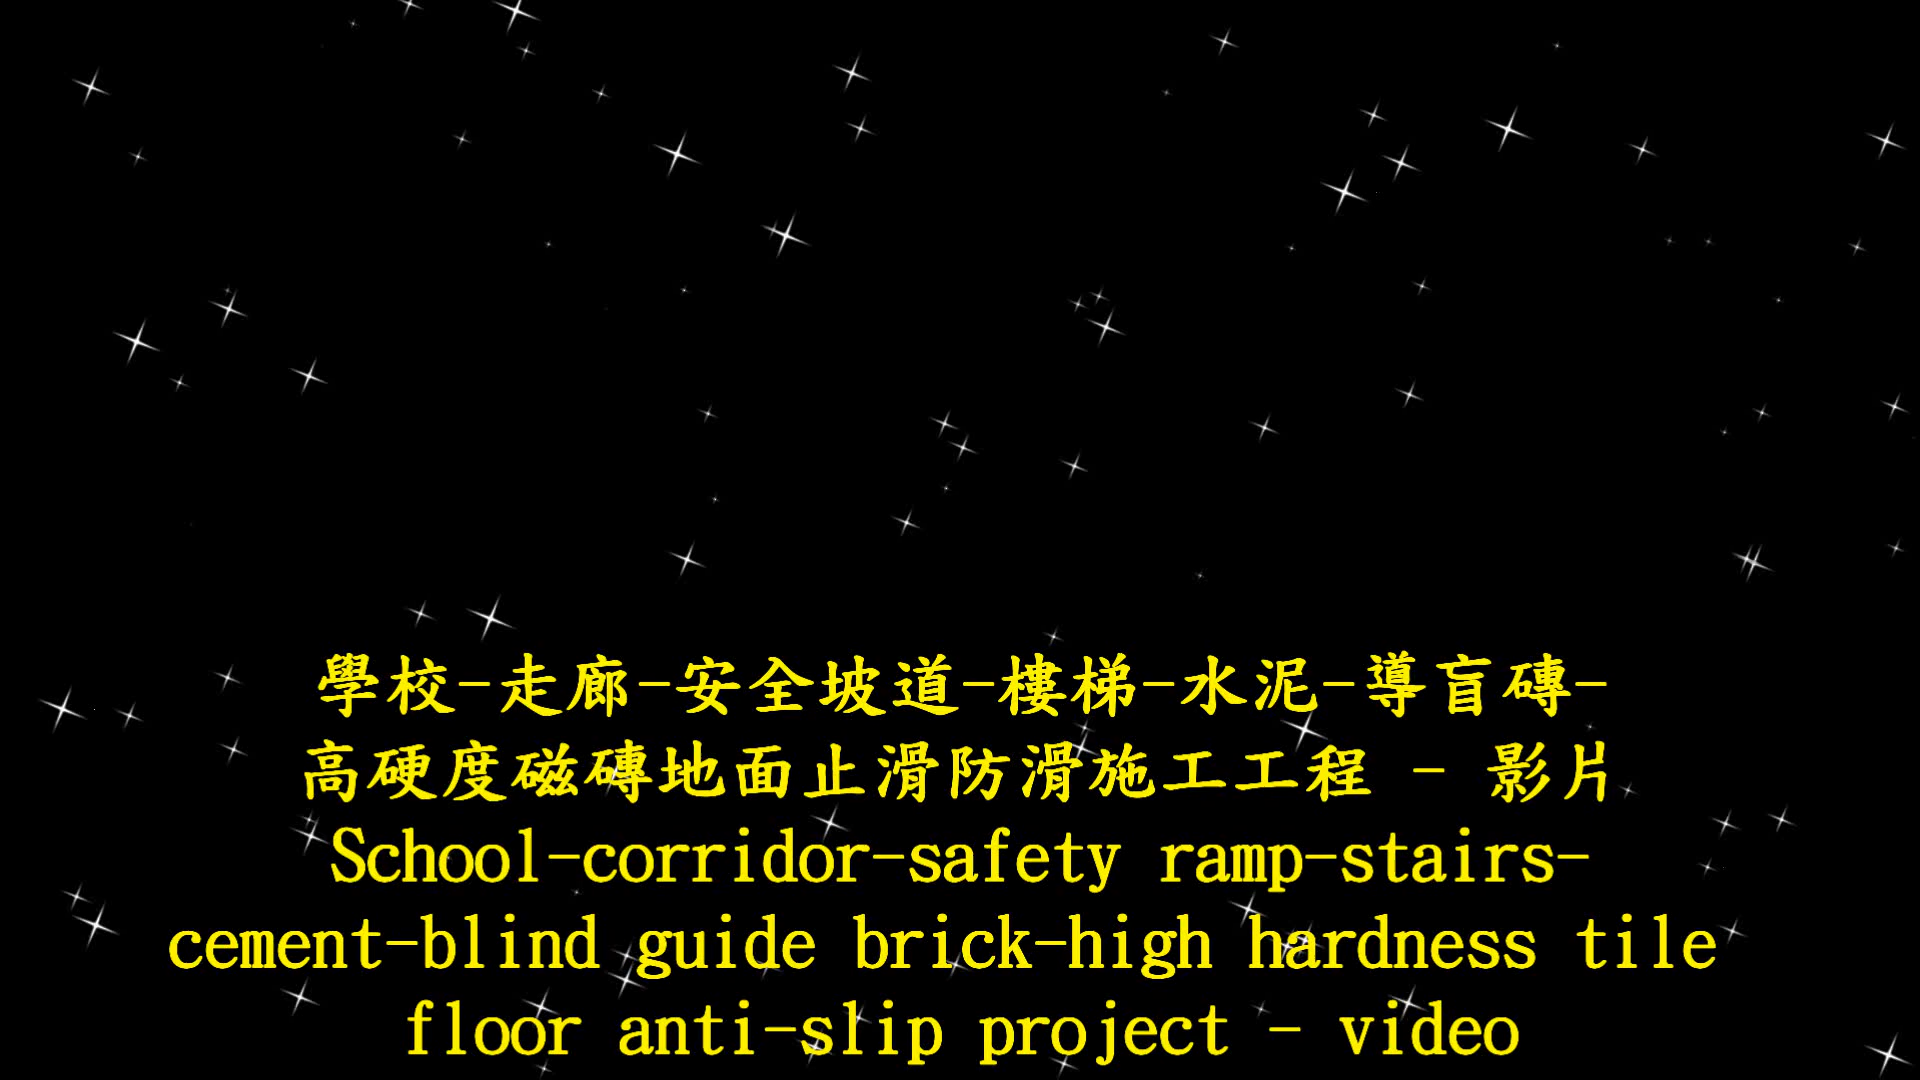 學校-走廊-安全坡道-樓梯-水泥-導盲磚-
高硬度磁磚地面止滑防滑施工工程 - 影片
School-corridor-safety ramp-stairs-
cement-blind guide brick-high hardness tile
floor anti-slip project - video